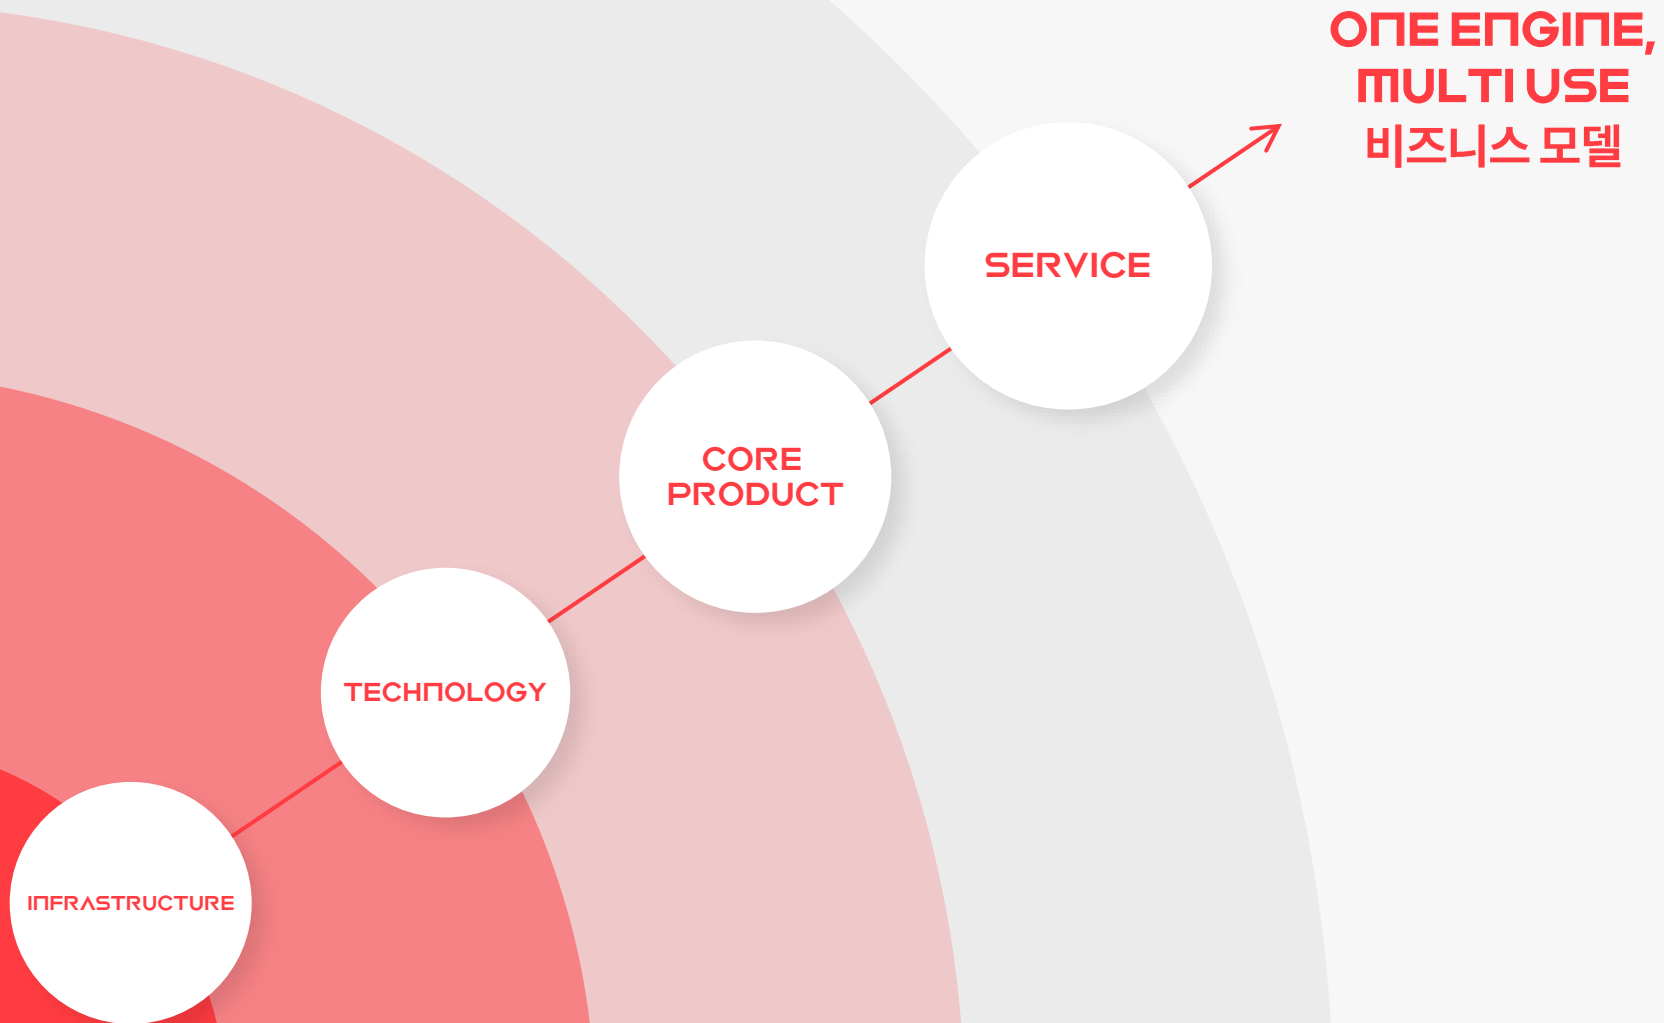 ONE ENGINE,
MULTI USE
비즈니스 모델
SERVICE
CORE
PRODUCT
TECHNOLOGY
INFRASTRUCTURE